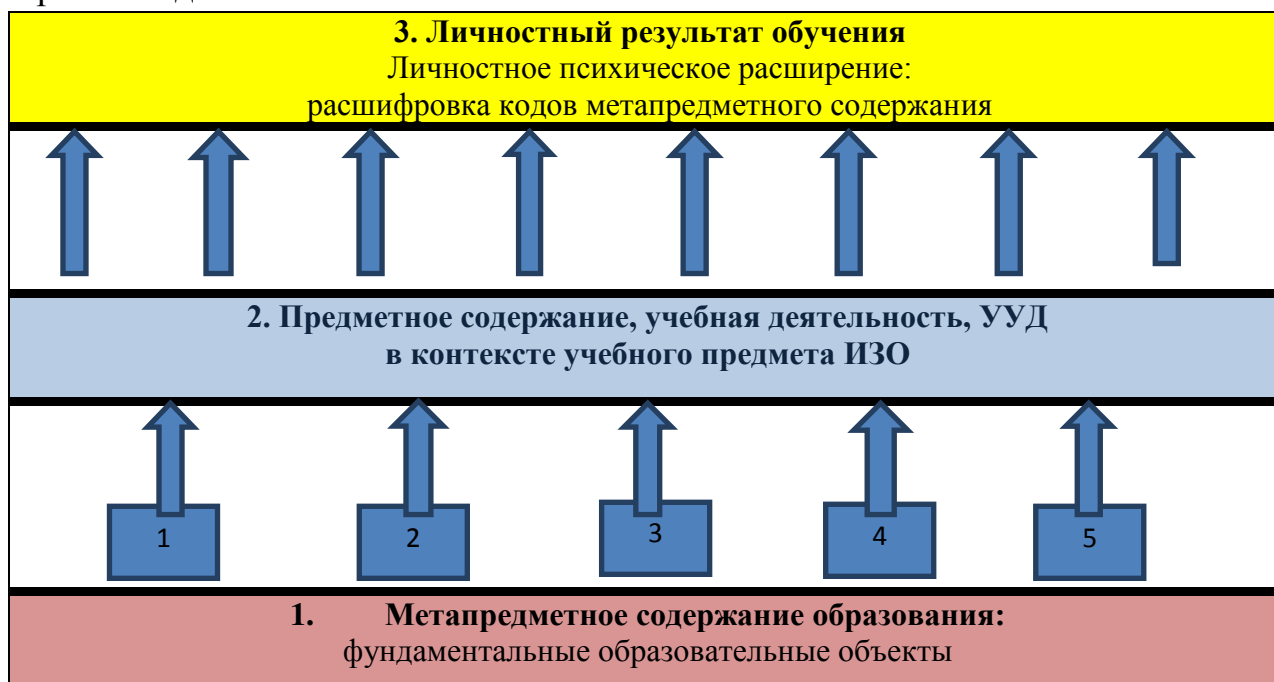 3. Личностный результат обучения
Личностное психическое расширение:
расшифровка кодов метапредметного содержания
2. Предметное содержание, учебная деятельность, УУД
в контексте учебного предмета ИЗО
1 2 3 4 5
1. Метапредметное содержание образования:
фундаментальные образовательные объекты